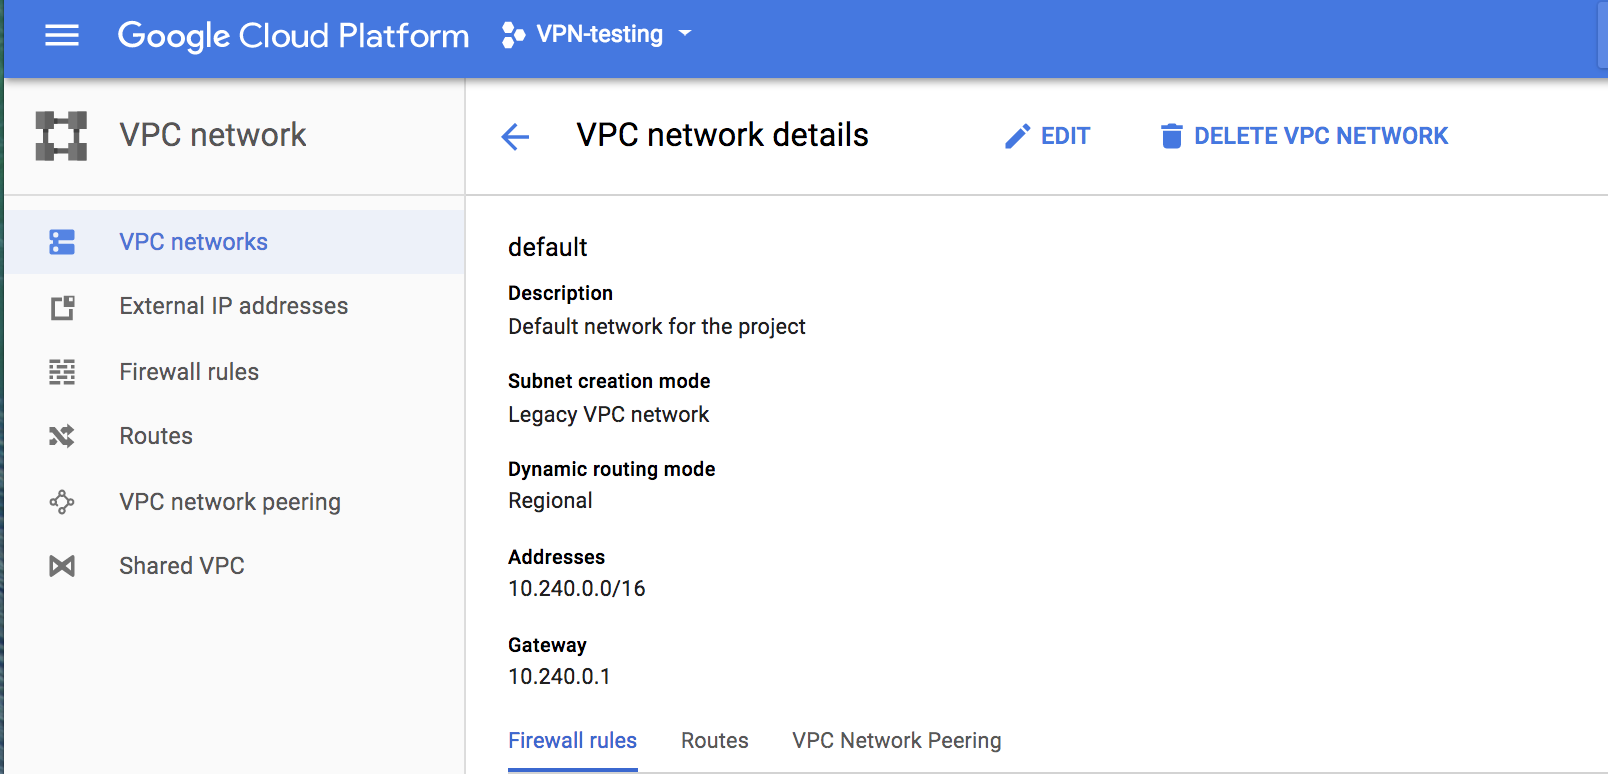 Google Cloud Platform VPN-testing
VPC network
VPC network details EDIT DELETE VPC NETWORK
VPC networks
External IP addresses
Firewall rules
Routes
VPC network peering
Shared VPC
default
Description
Default network for the project
Subnet creation mode
Legacy VPC network
Dynamic routing mode
Regional
Addresses
10.240.0.0/16
Gateway
10.240.0.1
Firewall rules Routes VPC Network Peering